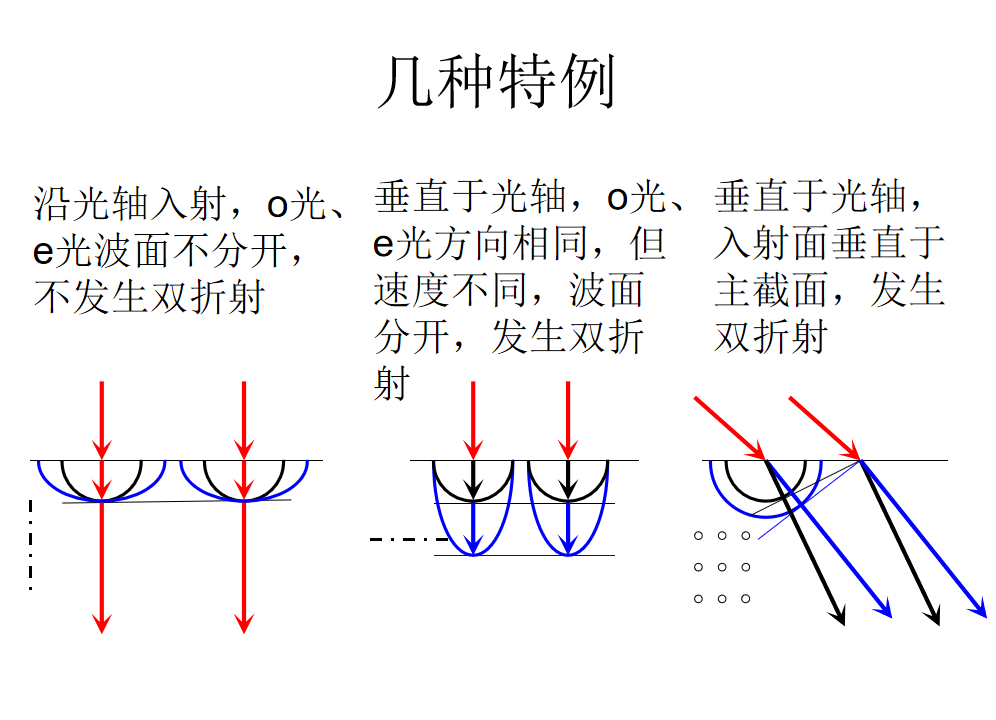 几种特例
沿光轴入射，o光、
e光波面不分开，
不发生双折射
垂直于光轴，o光、
e光方向相同，但
速度不同，波面
分开，发生双折
射
垂直于光轴，
入射面垂直于
主截面，发生
双折射